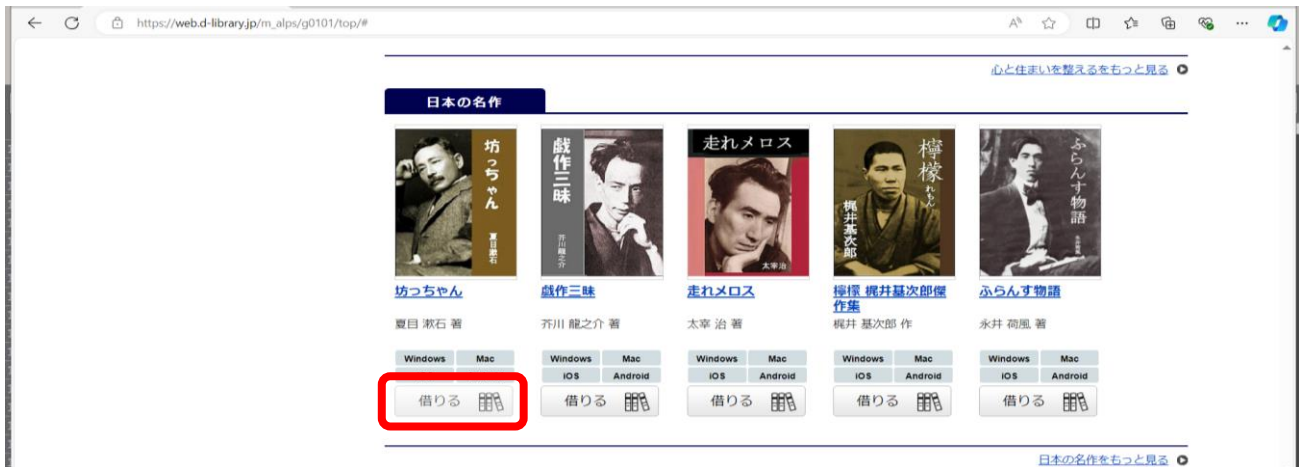 https://web.d-library.jp/m_alps/g0101/top/#
心と住まいを整えるをもっと見る
日本の名作
坊っちゃん
夏目漱石
戯作三昧
芥川龍之介
走れメロス
太宰治
檸檬
れもん
梶井基次郎
ふらんす物語
坊っちゃん
戯作三昧
走れメロス
檸檬 梶井基次郎傑
作集
ふらんす物語
夏目 漱石 著
芥川 龍之介 著
太宰 治 著
梶井 基次郎 作
永井 荷風 著
Windows Mac
Windows Mac
iOS Android
Windows Mac
iOS Android
Windows Mac
iOS Android
Windows Mac
iOS Android
借りる
借りる
借りる
借りる
借りる
日本の名作をもっと見る